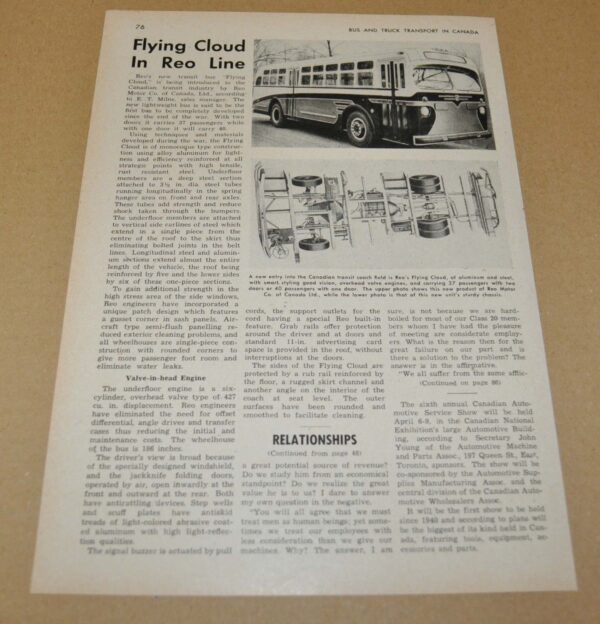 76
BUS AND TRUCK TRANSPORT IN CANADA
Flying Cloud
In Reo Line
Reo's new transit bus "Flying
Cloud," is being introduced to the
Canadian transit industry by Reo
Motor Co. of Canada, Ltd., according
to E. T. Milne, sales manager. The
new lightweight bus is said to be the
first bus to be completely developed
since the end of the war. With two
doors it carries 37 passengers while
with one door it will carry 40.
Using techniques and materials
developed during the war, the Flying
Cloud is of monocoque type construc-
tion using alloy aluminum for light-
ness and efficiency reinforced at all
strategic points with high tensile,
rust resistant steel. Underfloor
members are a deep steel section
attached to 3½ in. dia steel tubes
running longitudinally in the spring
hanger area on front and rear axles.
These tubes add strength and reduce
shock taken through the bumpers.
The underfloor members are attached
to vertical side carlines of steel which
extend in a single piece from the
centre of the roof to the skirt thus
eliminating bolted joints in the belt
lines. Longitudinal steel and alumin-
um sections extend almost the entire
length of the vehicle, the roof being
reinforced by five and the lower sides
by six of these one-piece sections.
To gain additional strength in the
high stress area of the side windows,
Reo engineers have incorporated a
unique patch design which features
a gusset corner in sash panels. Air-
craft type semi-flush panelling re-
duced exterior cleaning problems, and
all wheelhouses are single-piece con-
struction with rounded corners to
give more passenger foot room and
eliminate water leaks.
Valve-in-head Engine
The underfloor engine is a six-
cylinder, overhead valve type of 427
cu. in. displacement. Reo engineers
have eliminated the need for offset
differential, angle drives and transfer
cases thus reducing the initial and
maintenance costs. The wheelhouse
of the bus is 196 inches.
The driver's view is broad because
of the specially designed windshield,
and the jackknife folding doors,
operated by air, open inwardly at the
front and outward at the rear. Both
have antirattling devices. Step wells
and scuff plates have antiskid
treads of light-colored abrasive coat-
ed aluminum with high light-reflec-
tion qualities.
The signal buzzer is actuated by pull
A new entry into the Canadian transit coach field is Reo's Flying Cloud, of aluminum and steel,
with smart styling good vision, overhead valve engines, and carrying 37 passengers with two
doors or 40 passengers with one door. The upper photo shows this new product of Reo Motor
Co. of Canada Ltd., while the lower photo is that of this new unit's sturdy chassis.
cords, the support outlets for the
cord having a special Reo built-in
feature. Grab rails offer protection
around the driver and at doors and
standard 11-in. advertising card
space is provided in the roof, without
interruptions at the doors.
The sides of the Flying Cloud are
protected by a rub rail reinforced by
the floor, a rugged skirt channel and
another angle on the interior of the
coach at seat level. The outer
surfaces have been rounded and
smoothed to facilitate cleaning.
RELATIONSHIPS
(Continued from page 48)
a great potential source of revenue?
Do we study him from an economical
standpoint? Do we realize the great
value he is to us? I dare to answer
my own question in the negative.
"You will all agree that we must
treat men as human beings; yet some-
times we treat our employees with
less consideration than we give our
machines. Why? The answer, I am
sure, is not because we are hard-
boiled for most of our Class 20 mem-
bers whom I have had the pleasure
of meeting are considerate employ-
ers. What is the reason then for the
great failure on our part and is
there a solution to the problem? The
answer is in the affirmative.
"We all suffer from the same afflic-
(Continued on page 86)
The sixth annual Canadian Auto-
motive Service Show will be held
April 6-9, in the Canadian National
Exhibition's large Automotive Build-
ing, according to Secretary John
Young of the Automotive Machine
and Parts Assoc., 197 Queen St., East,
Toronto, sponsors. The show will be
co-sponsored by the Automotive Sup-
plies Manufacturing Assoc. and the
central division of the Canadian Auto-
motive Wholesalers Assoc.
It will be the first show to be held
since 1940 and according to plans will
be the biggest of its kind held in Can-
ada, featuring tools, equipment, ac-
cessories and parts.